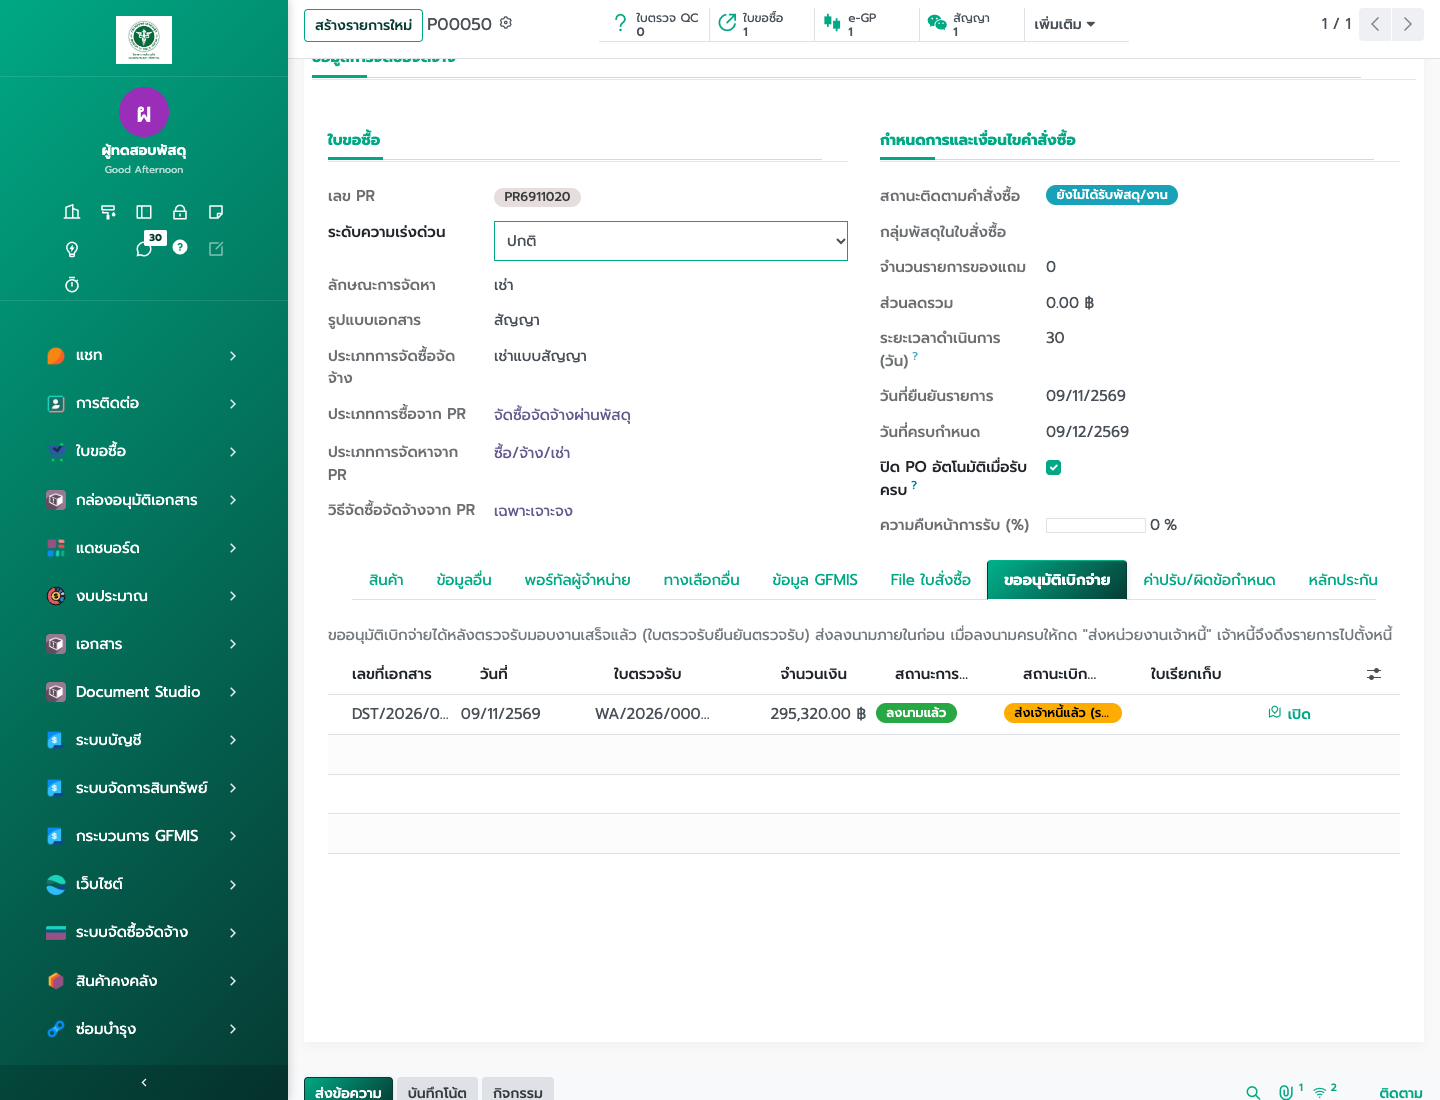 สร้างรายการใหม่ P00050
ใบตรวจ QC
0
ใบขอซื้อ
1
e-GP
1
สัญญา
1
เพิ่มเติม
1 / 1
ผ
ผู้ทดสอบพัสดุ
Good Afternoon
30
แชท
การติดต่อ
ใบขอซื้อ
กล่องอนุมัติเอกสาร
แดชบอร์ด
งบประมาณ
เอกสาร
Document Studio
ระบบบัญชี
ระบบจัดการสินทรัพย์
กระบวนการ GFMIS
เว็บไซต์
ระบบจัดซื้อจัดจ้าง
สินค้าคงคลัง
ซ่อมบำรุง
ใบขอซื้อ
เลข PR PR6911020
ระดับความเร่งด่วน ปกติ
ลักษณะการจัดหา เช่า
รูปแบบเอกสาร สัญญา
ประเภทการจัดซื้อจัด เช่าแบบสัญญา
จ้าง
ประเภทการซื้อจาก PR จัดซื้อจัดจ้างผ่านพัสดุ
ประเภทการจัดหาจาก ซื้อ/จ้าง/เช่า
PR
วิธีจัดซื้อจัดจ้างจาก PR เฉพาะเจาะจง
กำหนดการและเงื่อนไขคำสั่งซื้อ
สถานะติดตามคำสั่งซื้อ ยังไม่ได้รับพัสดุ/งาน
กลุ่มพัสดุในใบสั่งซื้อ
จำนวนรายการของแถม 0
ส่วนลดรวม 0.00 ฿
ระยะเวลาดำเนินการ 30
(วัน) ?
วันที่ยืนยันรายการ 09/11/2569
วันที่ครบกำหนด 09/12/2569
ปิด PO อัตโนมัติเมื่อรับ
ครบ ?
ความคืบหน้าการรับ (%) 0 %
สินค้า ข้อมูลอื่น พอร์ทัลผู้จำหน่าย ทางเลือกอื่น ข้อมูล GFMIS File ใบสั่งซื้อ ขออนุมัติเบิกจ่าย ค่าปรับ/ผิดข้อกำหนด หลักประกัน
ขออนุมัติเบิกจ่ายได้หลังตรวจรับมอบงานเสร็จแล้ว (ใบตรวจรับยืนยันตรวจรับ) ส่งลงนามภายในก่อน เมื่อลงนามครบให้กด "ส่งหน่วยงานเจ้าหนี้" เจ้าหนี้จึงดึงรายการไปตั้งหนี้
เลขที่เอกสาร วันที่ ใบตรวจรับ จำนวนเงิน สถานะการ... สถานะเบิก... ใบเรียกเก็บ
DST/2026/0... 09/11/2569 WA/2026/000... 295,320.00 ฿ ลงนามแล้ว ส่งเจ้าหนี้แล้ว (ร... เปิด
ส่งข้อความ บันทึกโน้ต กิจกรรม 1 2 ติดตาม